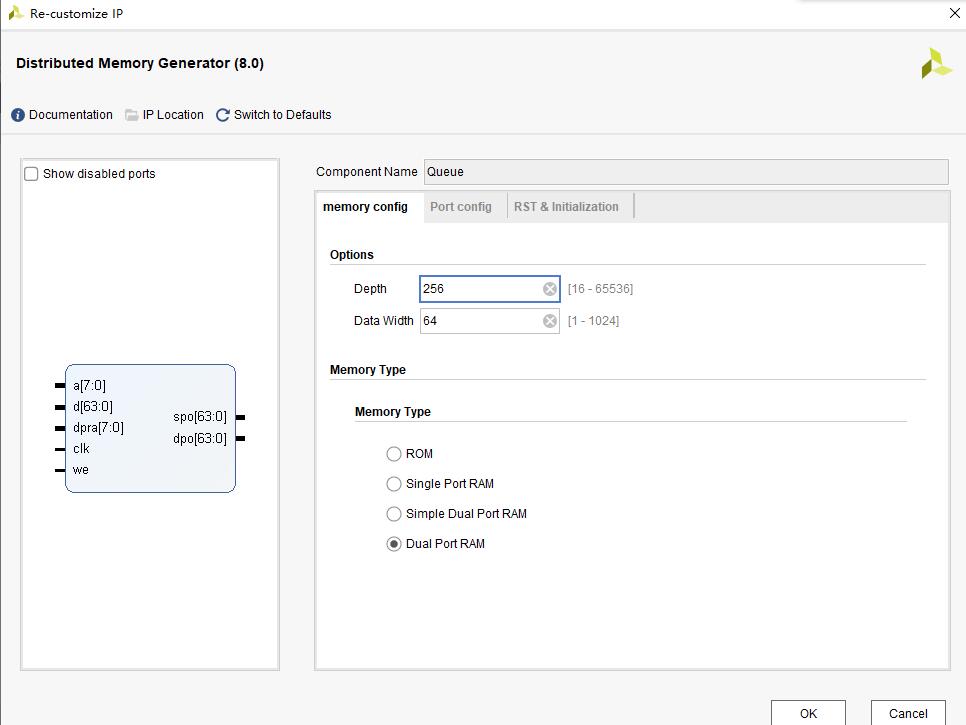 Re-customize IP
Distributed Memory Generator (8.0)
Documentation IP Location Switch to Defaults
Show disabled ports
a[7:0]
d[63:0]
dpra[7:0]
clk
we
spo[63:0]
dpo[63:0]
Component Name Queue
memory config Port config RST & Initialization
Options
Depth 256 [16 - 65536]
Data Width 64 [1 - 1024]
Memory Type
Memory Type
ROM
Single Port RAM
Simple Dual Port RAM
Dual Port RAM
OK Cancel